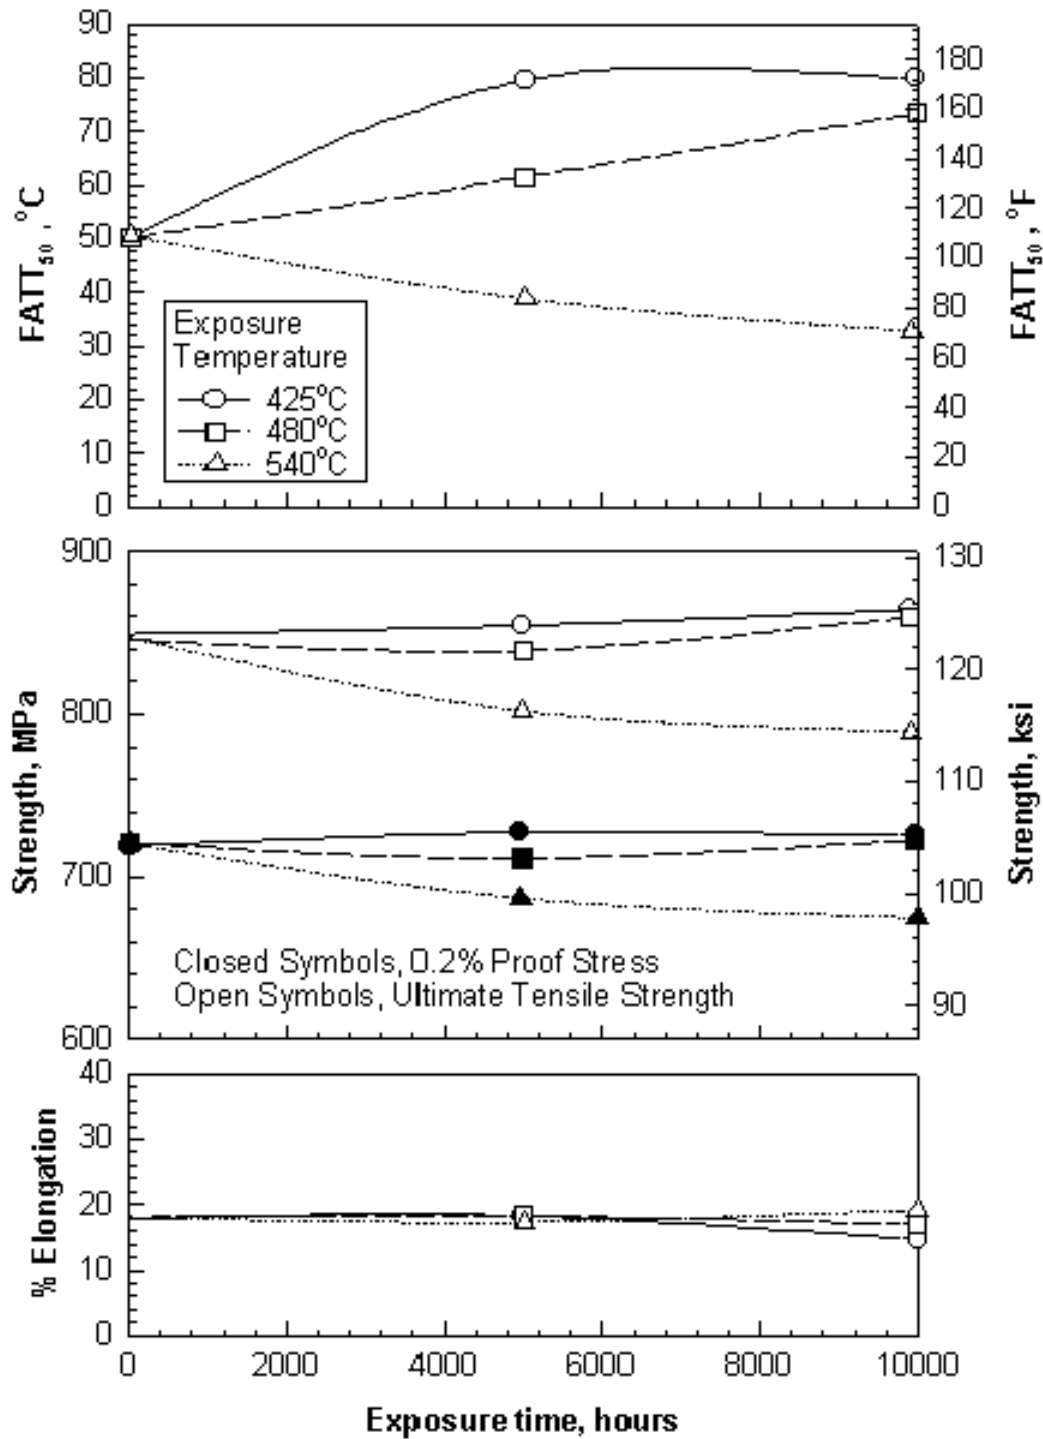 90
80
70
60
50
40
30
20
10
0
FATT50 , °C
180
160
140
120
100
80
60
40
20
0
FATT50 , °F
Exposure
Temperature
425°C
480°C
540°C
900
800
700
600
Strength, MPa
130
120
110
100
90
Strength, ksi
Closed Symbols, 0.2% Proof Stress
Open Symbols, Ultimate Tensile Strength
40
30
20
10
0
% Elongation
0 2000 4000 6000 8000 10000
Exposure time, hours